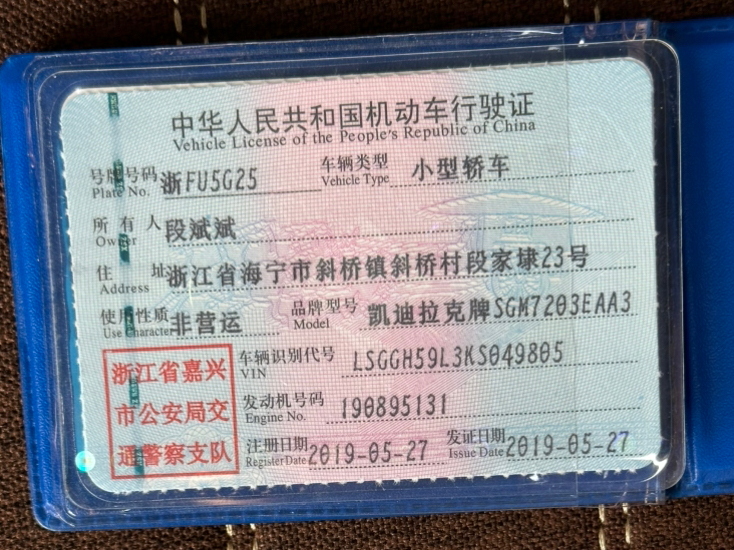 中华人民共和国机动车行驶证
Vehicle License of the People's Republic of China
号牌号码 浙FU5G25 车辆类型 小型轿车
Plate No. Vehicle Type
所有人 段斌斌
Owner
住址 浙江省海宁市斜桥镇斜桥村段家埭23号
Address
使用性质 非营运 品牌型号 凯迪拉克牌SGM7203EAA3
Use Character Model
浙江省嘉兴
市公安局交
通警察支队
车辆识别代号 LSGGH59L3KS049805
VIN
发动机号码 190895131
Engine No.
注册日期 2019-05-27 发证日期 2019-05-27
Register Date Issue Date